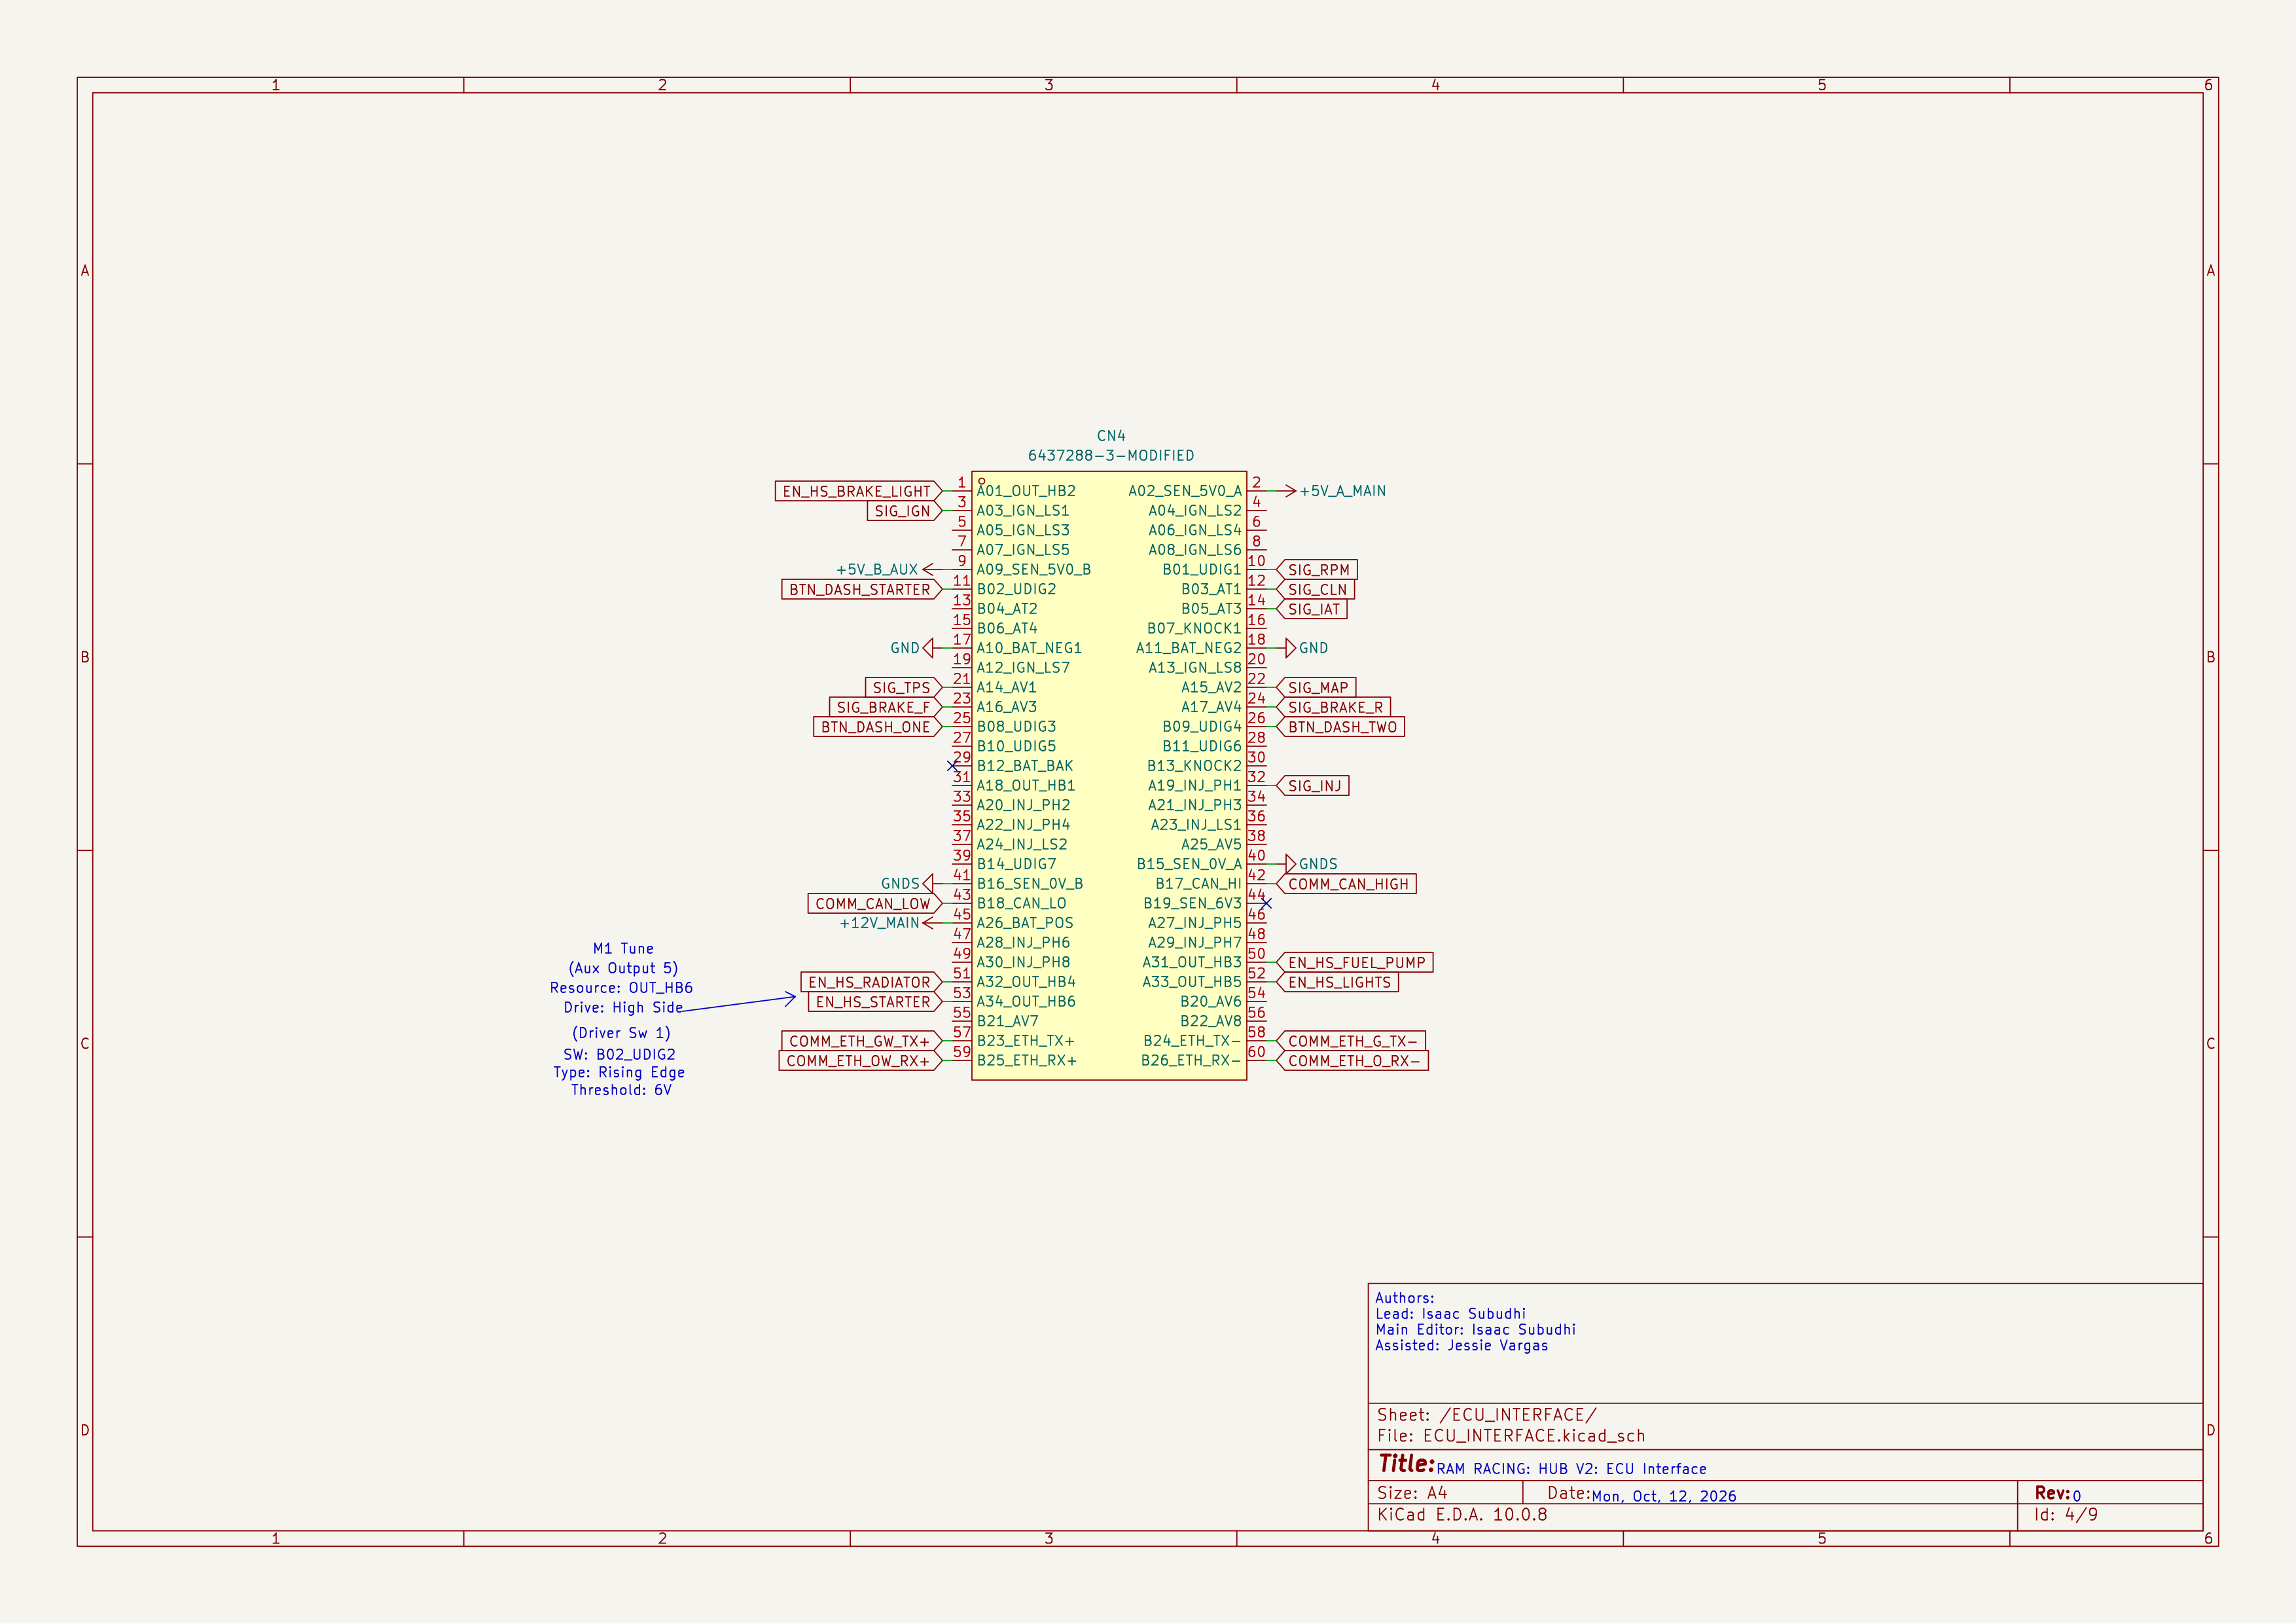 1 2 3 4 5 6
A A
CN4
6437288-3-MODIFIED
EN_HS_BRAKE_LIGHT 1 A01_OUT_HB2 A02_SEN_5V0_A 2 +5V_A_MAIN
SIG_IGN 3 A03_IGN_LS1 A04_IGN_LS2 4
5 A05_IGN_LS3 A06_IGN_LS4 6
7 A07_IGN_LS5 A08_IGN_LS6 8
+5V_B_AUX 9 A09_SEN_5V0_B B01_UDIG1 10 SIG_RPM
BTN_DASH_STARTER 11 B02_UDIG2 B03_AT1 12 SIG_CLN
13 B04_AT2 B05_AT3 14 SIG_IAT
15 B06_AT4 B07_KNOCK1 16
GND 17 A10_BAT_NEG1 A11_BAT_NEG2 18 GND
B B
19 A12_IGN_LS7 A13_IGN_LS8 20
SIG_TPS 21 A14_AV1 A15_AV2 22 SIG_MAP
SIG_BRAKE_F 23 A16_AV3 A17_AV4 24 SIG_BRAKE_R
BTN_DASH_ONE 25 B08_UDIG3 B09_UDIG4 26 BTN_DASH_TWO
27 B10_UDIG5 B11_UDIG6 28
29 B12_BAT_BAK B13_KNOCK2 30
31 A18_OUT_HB1 A19_INJ_PH1 32 SIG_INJ
33 A20_INJ_PH2 A21_INJ_PH3 34
35 A22_INJ_PH4 A23_INJ_LS1 36
37 A24_INJ_LS2 A25_AV5 38
39 B14_UDIG7 B15_SEN_0V_A 40 GNDS
GNDS 41 B16_SEN_0V_B B17_CAN_HI 42 COMM_CAN_HIGH
COMM_CAN_LOW 43 B18_CAN_LO B19_SEN_6V3 44
+12V_MAIN 45 A26_BAT_POS A27_INJ_PH5 46
47 A28_INJ_PH6 A29_INJ_PH7 48
49 A30_INJ_PH8 A31_OUT_HB3 50 EN_HS_FUEL_PUMP
EN_HS_RADIATOR 51 A32_OUT_HB4 A33_OUT_HB5 52 EN_HS_LIGHTS
EN_HS_STARTER 53 A34_OUT_HB6 B20_AV6 54
55 B21_AV7 B22_AV8 56
COMM_ETH_GW_TX+ 57 B23_ETH_TX+ B24_ETH_TX- 58 COMM_ETH_G_TX-
COMM_ETH_OW_RX+ 59 B25_ETH_RX+ B26_ETH_RX- 60 COMM_ETH_O_RX-
M1 Tune
(Aux Output 5)
Resource: OUT_HB6
Drive: High Side
(Driver Sw 1)
SW: B02_UDIG2
Type: Rising Edge
Threshold: 6V
C C
Authors:
Lead: Isaac Subudhi
Main Editor: Isaac Subudhi
Assisted: Jessie Vargas
Sheet: /ECU_INTERFACE/
File: ECU_INTERFACE.kicad_sch
D D
Title: RAM RACING: HUB V2: ECU Interface
Size: A4 Date: Mon, Oct, 12, 2026 Rev: 0
KiCad E.D.A. 10.0.8 Id: 4/9
1 2 3 4 5 6